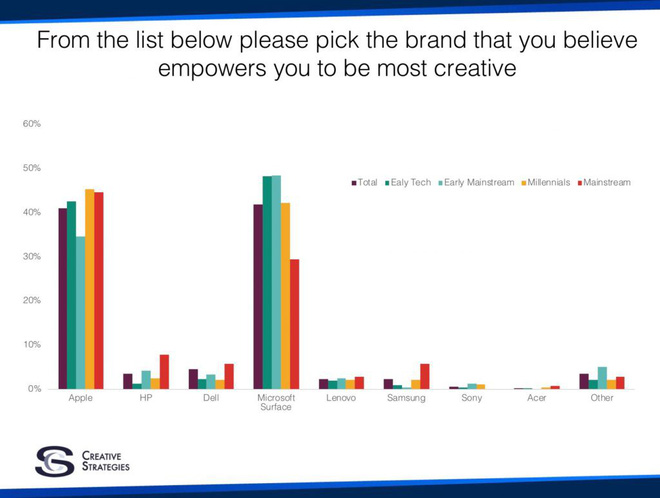 From the list below please pick the brand that you believe
empowers you to be most creative
60%
50%
Total Ealy Tech Early Mainstream Millennials Mainstream
40%
30%
20%
10%
0%
Apple HP Dell Microsoft Surface Lenovo Samsung Sony Acer Other
CREATIVE
STRATEGIES